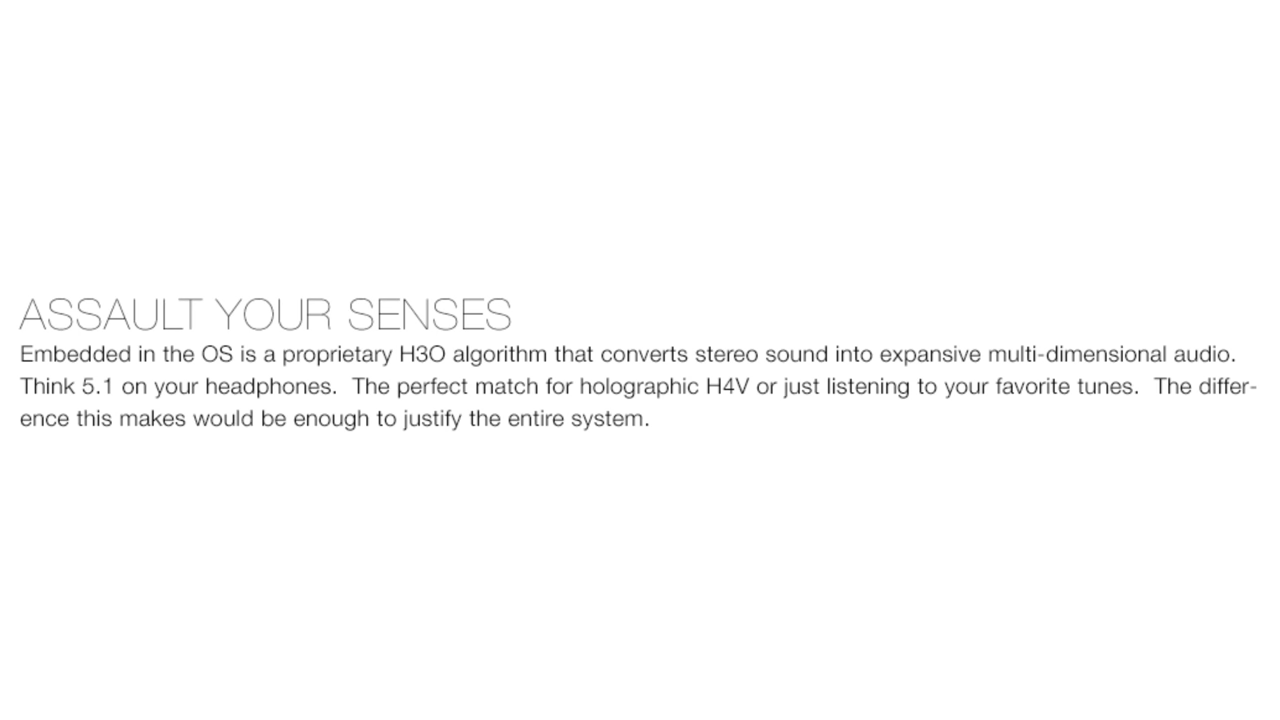 ASSAULT YOUR SENSES
Embedded in the OS is a proprietary H3O algorithm that converts stereo sound into expansive multi-dimensional audio.
Think 5.1 on your headphones.  The perfect match for holographic H4V or just listening to your favorite tunes.  The differ-
ence this makes would be enough to justify the entire system.